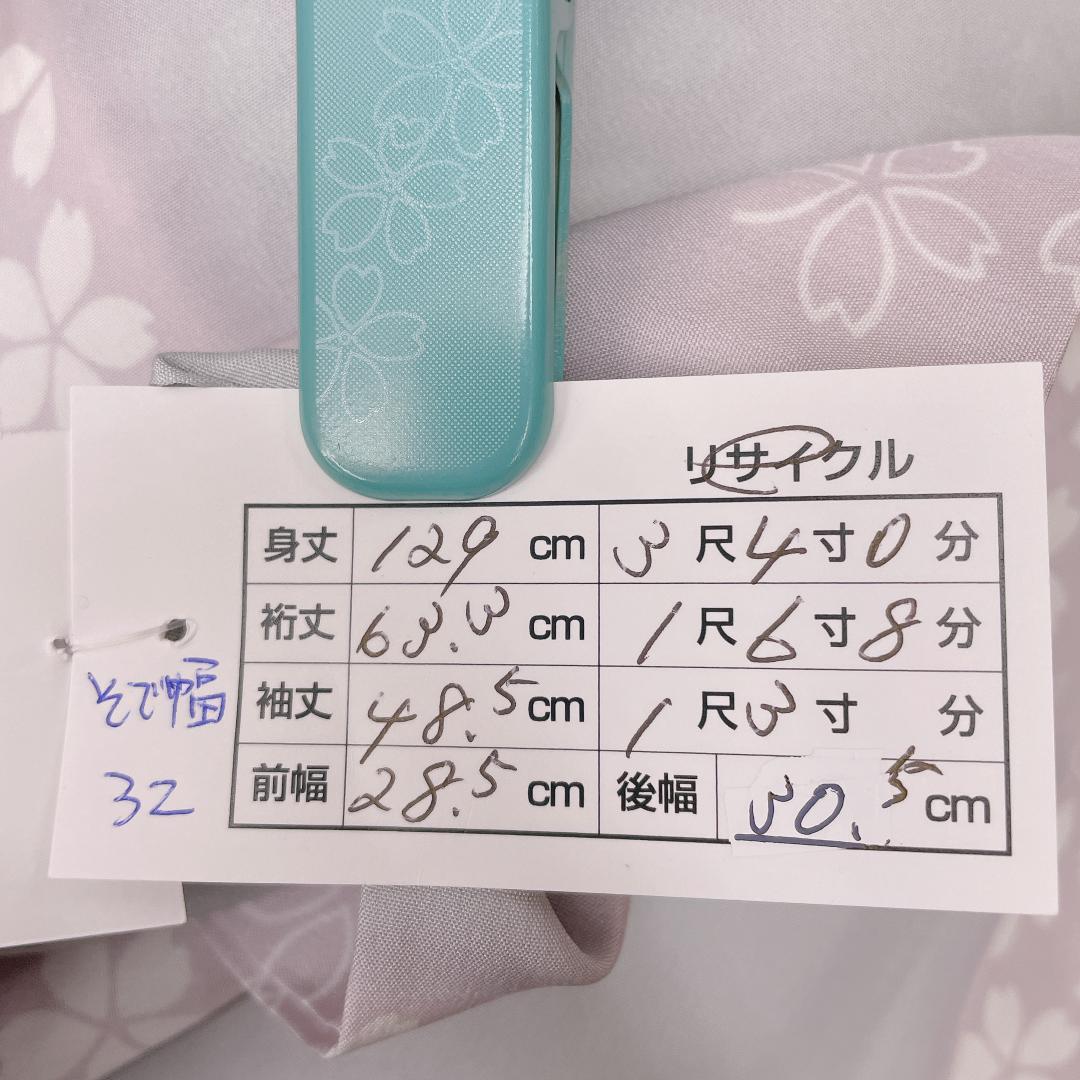 リサイクル
身丈 129 cm 3 尺 4 寸 0 分
裄丈 63.3 cm 1 尺 6 寸 8 分
袖丈 48.5 cm 1 尺 3 寸 分
前幅 28.5 cm 後幅 30.5 cm
そで幅
32